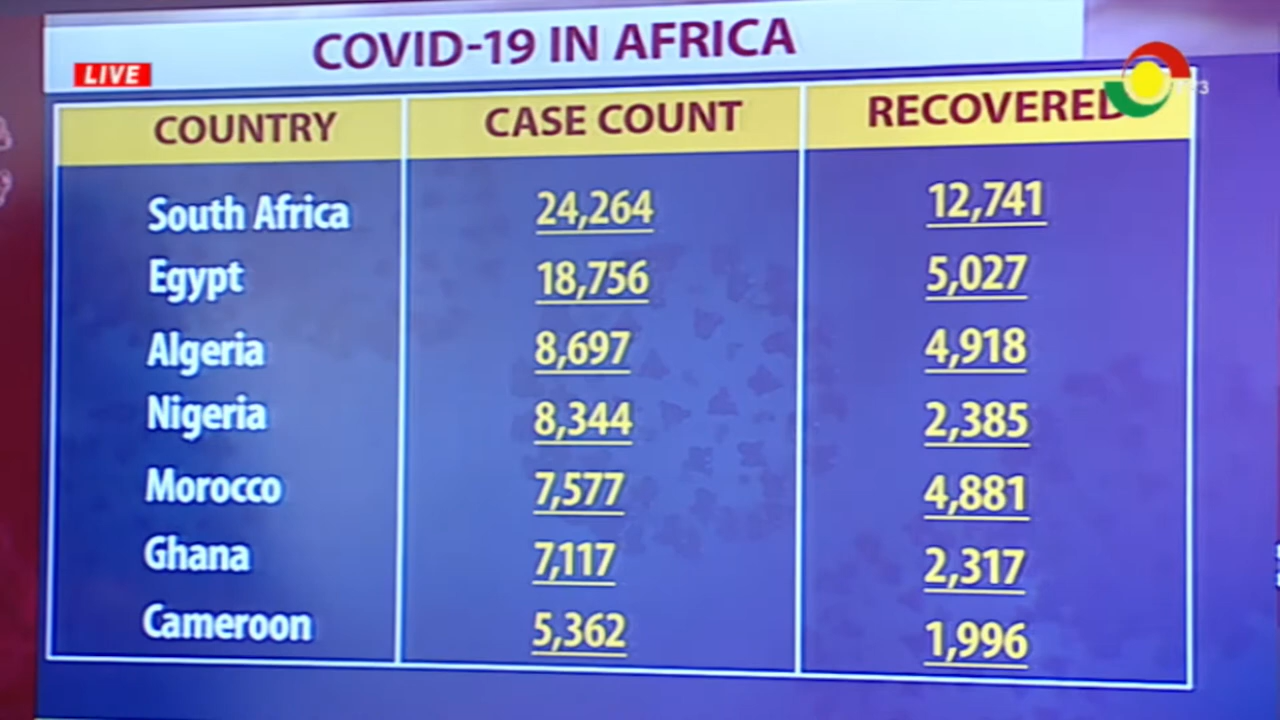 COVID-19 IN AFRICA
LIVE
COUNTRY CASE COUNT RECOVERED
South Africa 24,264 12,741
Egypt 18,756 5,027
Algeria 8,697 4,918
Nigeria 8,344 2,385
Morocco 7,577 4,881
Ghana 7,117 2,317
Cameroon 5,362 1,996